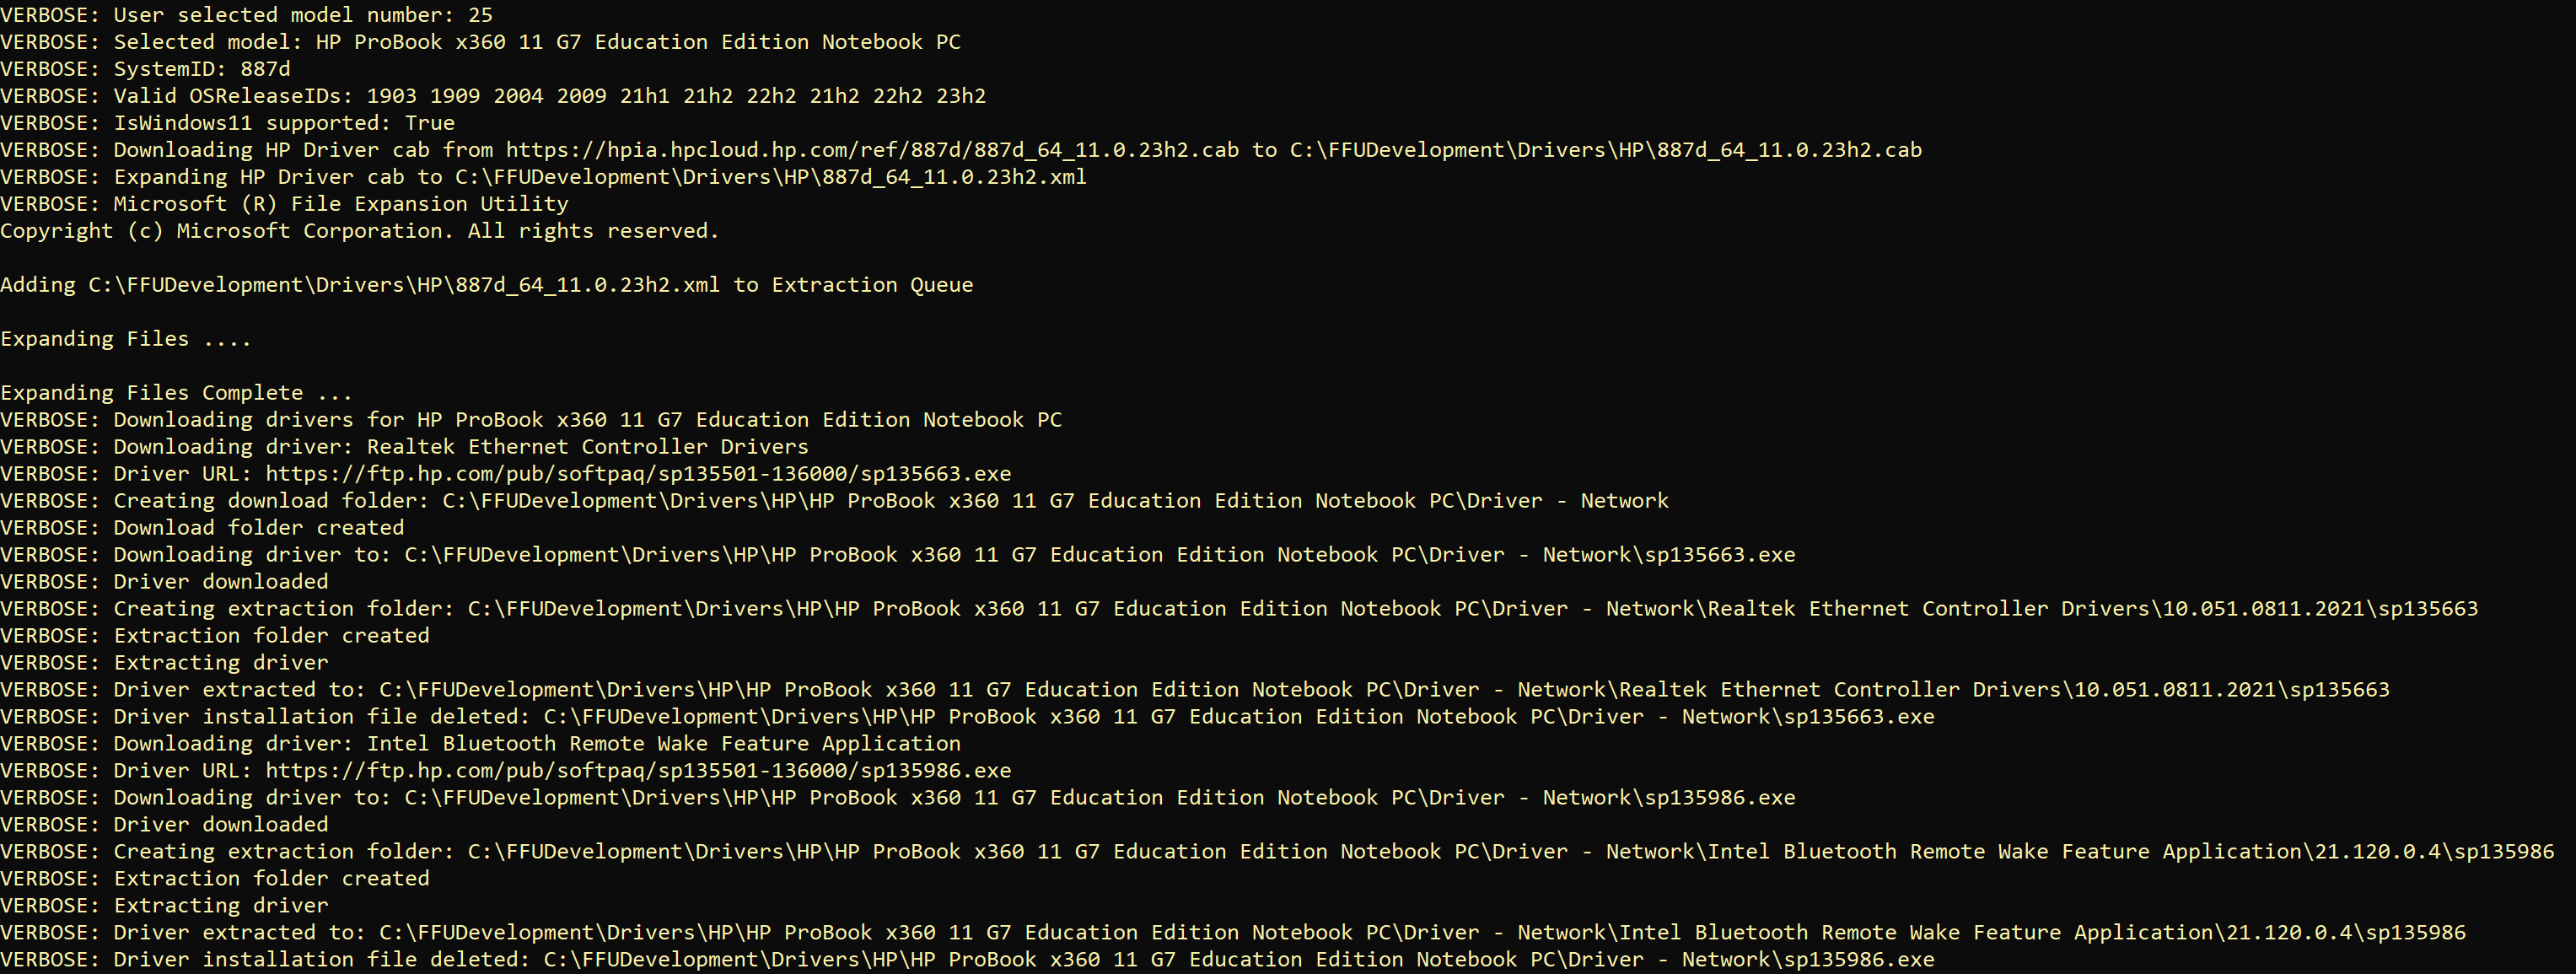 VERBOSE: User selected model number: 25
VERBOSE: Selected model: HP ProBook x360 11 G7 Education Edition Notebook PC
VERBOSE: SystemID: 887d
VERBOSE: Valid OSReleaseIDs: 1903 1909 2004 2009 21h1 21h2 22h2 21h2 22h2 23h2
VERBOSE: IsWindows11 supported: True
VERBOSE: Downloading HP Driver cab from https://hpia.hpcloud.hp.com/ref/887d/887d_64_11.0.23h2.cab to C:\FFUDevelopment\Drivers\HP\887d_64_11.0.23h2.cab
VERBOSE: Expanding HP Driver cab to C:\FFUDevelopment\Drivers\HP\887d_64_11.0.23h2.xml
VERBOSE: Microsoft (R) File Expansion Utility
Copyright (c) Microsoft Corporation. All rights reserved.

Adding C:\FFUDevelopment\Drivers\HP\887d_64_11.0.23h2.xml to Extraction Queue

Expanding Files ....

Expanding Files Complete ...
VERBOSE: Downloading drivers for HP ProBook x360 11 G7 Education Edition Notebook PC
VERBOSE: Downloading driver: Realtek Ethernet Controller Drivers
VERBOSE: Driver URL: https://ftp.hp.com/pub/softpaq/sp135501-136000/sp135663.exe
VERBOSE: Creating download folder: C:\FFUDevelopment\Drivers\HP\HP ProBook x360 11 G7 Education Edition Notebook PC\Driver - Network
VERBOSE: Download folder created
VERBOSE: Downloading driver to: C:\FFUDevelopment\Drivers\HP\HP ProBook x360 11 G7 Education Edition Notebook PC\Driver - Network\sp135663.exe
VERBOSE: Driver downloaded
VERBOSE: Creating extraction folder: C:\FFUDevelopment\Drivers\HP\HP ProBook x360 11 G7 Education Edition Notebook PC\Driver - Network\Realtek Ethernet Controller Drivers\10.051.0811.2021\sp135663
VERBOSE: Extraction folder created
VERBOSE: Extracting driver
VERBOSE: Driver extracted to: C:\FFUDevelopment\Drivers\HP\HP ProBook x360 11 G7 Education Edition Notebook PC\Driver - Network\Realtek Ethernet Controller Drivers\10.051.0811.2021\sp135663
VERBOSE: Driver installation file deleted: C:\FFUDevelopment\Drivers\HP\HP ProBook x360 11 G7 Education Edition Notebook PC\Driver - Network\sp135663.exe
VERBOSE: Downloading driver: Intel Bluetooth Remote Wake Feature Application
VERBOSE: Driver URL: https://ftp.hp.com/pub/softpaq/sp135501-136000/sp135986.exe
VERBOSE: Downloading driver to: C:\FFUDevelopment\Drivers\HP\HP ProBook x360 11 G7 Education Edition Notebook PC\Driver - Network\sp135986.exe
VERBOSE: Driver downloaded
VERBOSE: Creating extraction folder: C:\FFUDevelopment\Drivers\HP\HP ProBook x360 11 G7 Education Edition Notebook PC\Driver - Network\Intel Bluetooth Remote Wake Feature Application\21.120.0.4\sp135986
VERBOSE: Extraction folder created
VERBOSE: Extracting driver
VERBOSE: Driver extracted to: C:\FFUDevelopment\Drivers\HP\HP ProBook x360 11 G7 Education Edition Notebook PC\Driver - Network\Intel Bluetooth Remote Wake Feature Application\21.120.0.4\sp135986
VERBOSE: Driver installation file deleted: C:\FFUDevelopment\Drivers\HP\HP ProBook x360 11 G7 Education Edition Notebook PC\Driver - Network\sp135986.exe